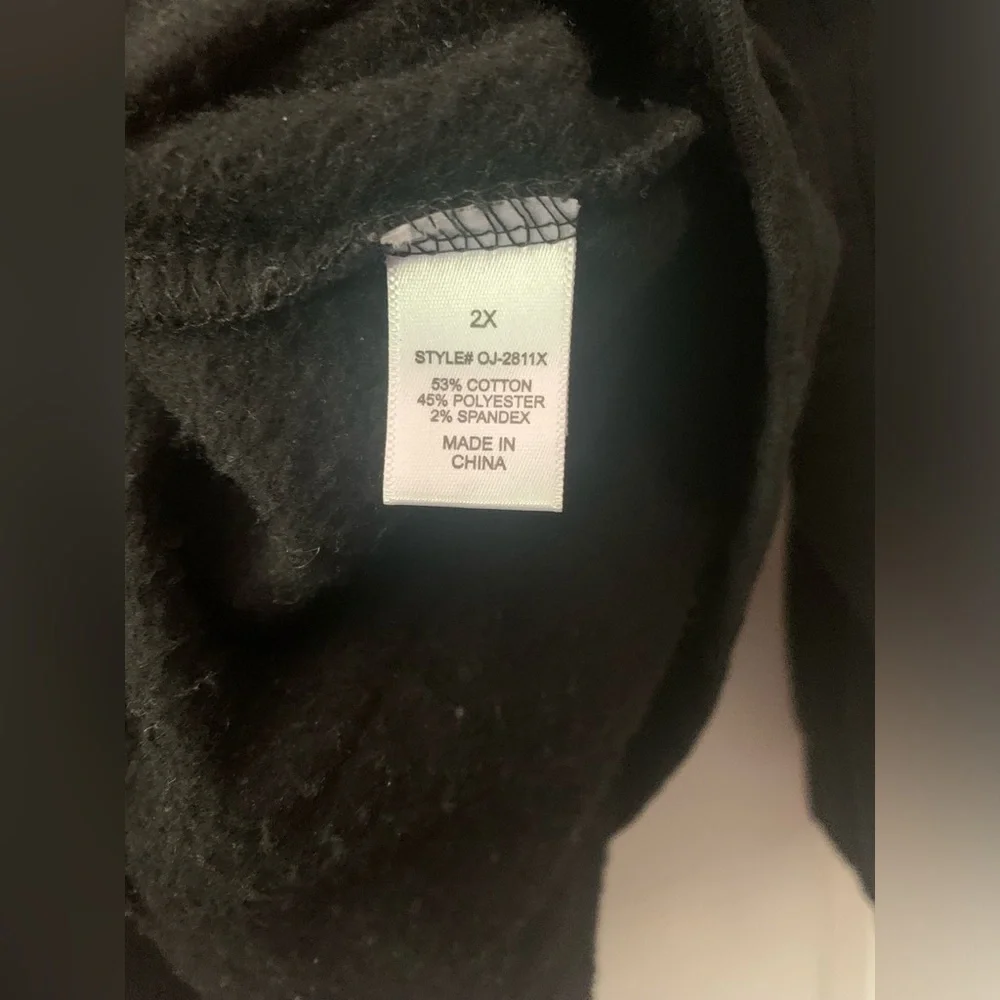 2X
STYLE# OJ-2811X
53% COTTON
45% POLYESTER
2% SPANDEX
MADE IN
CHINA